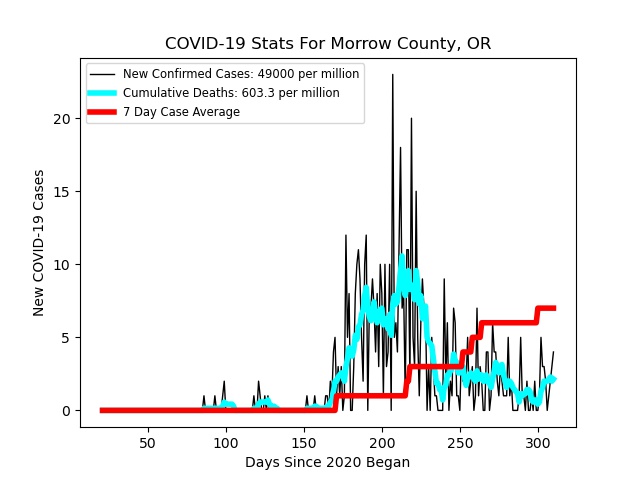 COVID-19 Stats For Morrow County, OR
New Confirmed Cases: 49000 per million
Cumulative Deaths: 603.3 per million
7 Day Case Average
New COVID-19 Cases
20
15
10
5
0
50 100 150 200 250 300
Days Since 2020 Began